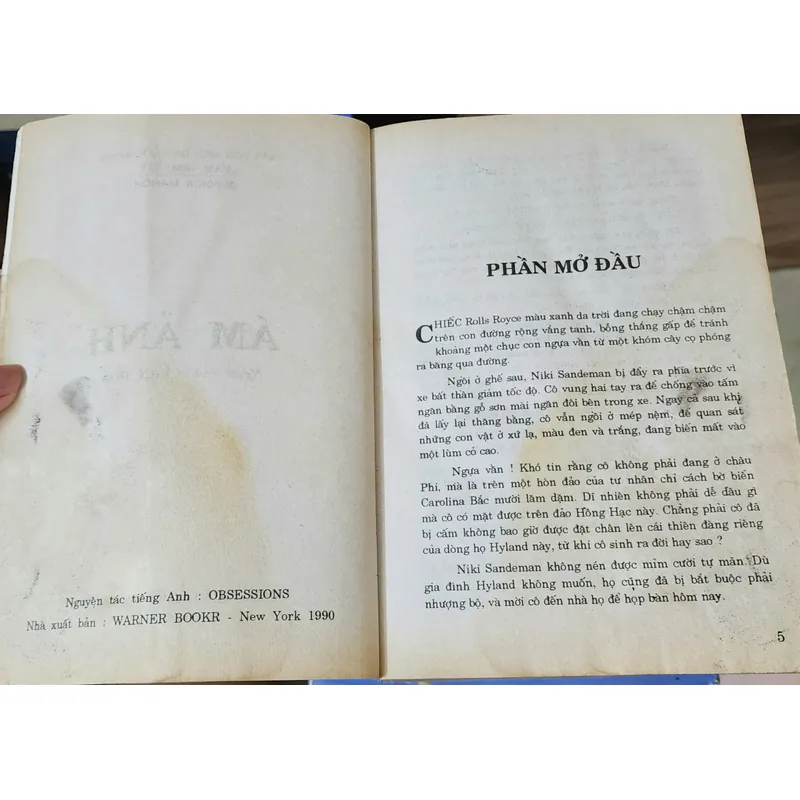 ÁM ẢNH
Nguyện tác tiếng Anh : OBSESSIONS
Nhà xuất bản : WARNER BOOKR - New York 1990
PHẦN MỞ ĐẦU
CHIẾC Rolls Royce màu xanh da trời đang chạy chậm chậm
trên con đường rộng vắng tanh, bỗng thắng gấp để tránh
khoảng một chục con ngựa vằn từ một khóm cây cọ phóng
ra băng qua đường.
Ngồi ở ghế sau, Niki Sandeman bị đẩy ra phía trước vì
xe bất thần giảm tốc độ. Cô vung hai tay ra để chống vào tấm
ngăn bằng gỗ sơn mài ngăn đôi bên trong xe. Ngay cả sau khi
đã lấy lại thăng bằng, cô vẫn ngồi ở mép nệm, để quan sát
những con vật ở xứ lạ, màu đen và trắng, đang biến mất vào
một lùm cỏ cao.
Ngựa vằn ! Khó tin rằng cô không phải đang ở châu
Phi, mà là trên một hòn đảo của tư nhân chỉ cách bờ biển
Carolina Bắc mười lăm dặm. Dĩ nhiên không phải dễ dầu gì
mà cô có mặt được trên đảo Hồng Hạc này. Chẳng phải cô đã
bị cấm không bao giờ được đặt chân lên cái thiên đàng riêng
của dòng họ Hyland này, từ khi cô sinh ra đời hay sao ?
Niki Sandeman không nén được mỉm cười tự mãn. Dù
gia đình Hyland không muốn, họ cũng đã bị bắt buộc phải
nhượng bộ, và mời cô đến nhà họ để họp bàn hôm nay.
5